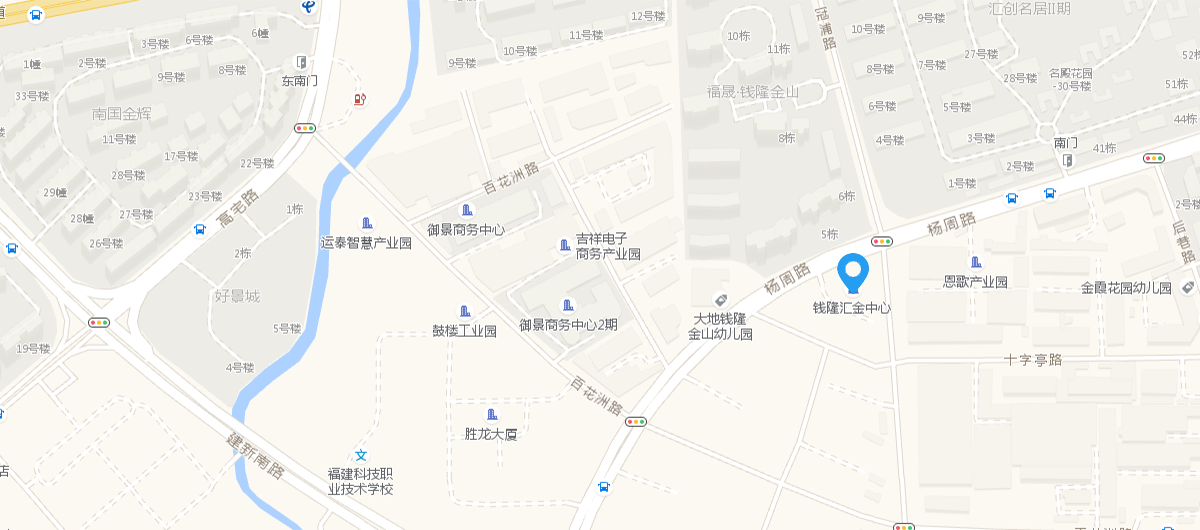 6号楼
6幢
3号楼
1幢
2号楼
9号楼
8号楼
33号楼
东南门
南国金辉
11号楼
17号楼
22号楼
28号楼
29幢
23号楼
27号楼
28幢
26号楼
高宅路
1栋
2栋
好景城
5号楼
4号楼
19号楼
建新南路
店
12号楼
11号楼
10号楼
9号楼
百花洲路
运泰智慧产业园
御景商务中心
吉祥电子
商务产业园
鼓楼工业园
御景商务中心2期
百花洲路
胜龙大厦
福建科技职
业技术学校
10栋
11栋
福晟·钱隆金山
8栋
6栋
5栋
冠浦路
汇创名居II期
9号楼
10号楼
27号楼
7号楼
8号楼
28号楼
名殿花园
-30号楼
51栋
6号楼
5号楼
44栋
4号楼
3号楼
南门
41栋
2号楼
1号楼
2号楼
杨周路
杨周路
后巷路
恩歌产业园
金霞花园幼儿园
钱隆汇金中心
大地钱隆
金山幼儿园
十字亭路